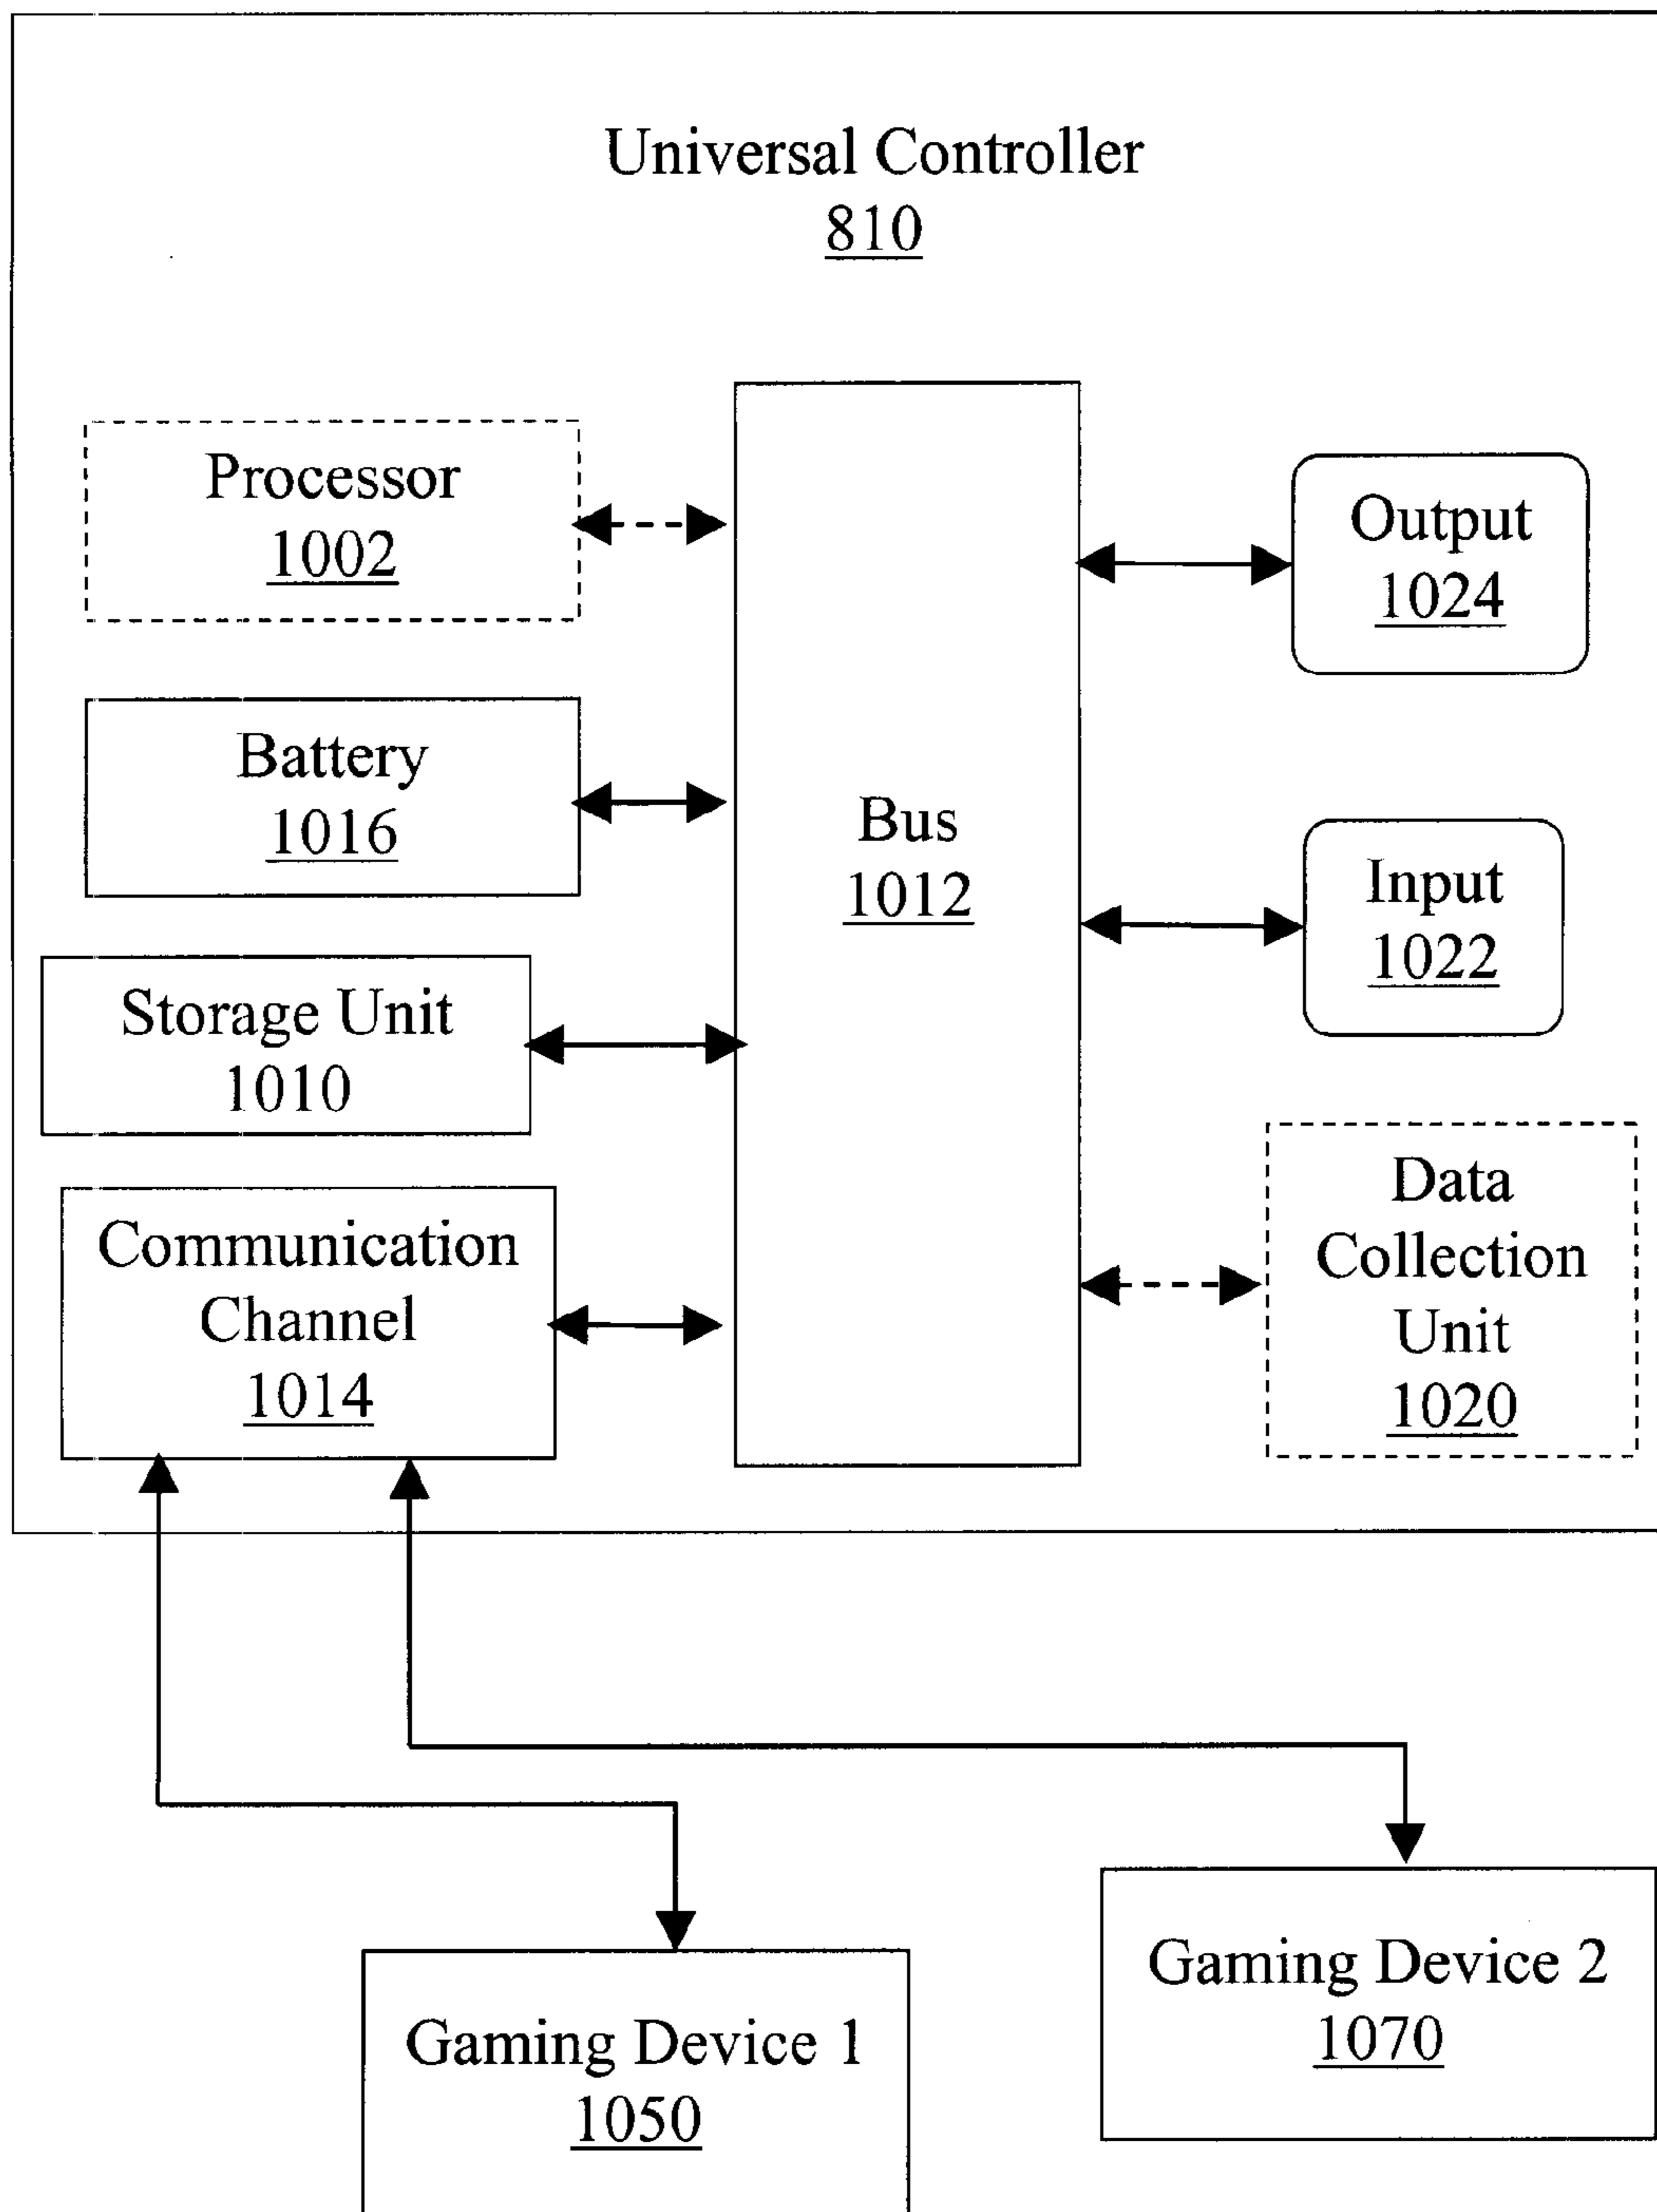 Universal Controller
810
Processor
1002
Battery
1016
Storage Unit
1010
Communication
Channel
1014
Bus
1012
Output
1024
Input
1022
Data
Collection
Unit
1020
Gaming Device 1
1050
Gaming Device 2
1070